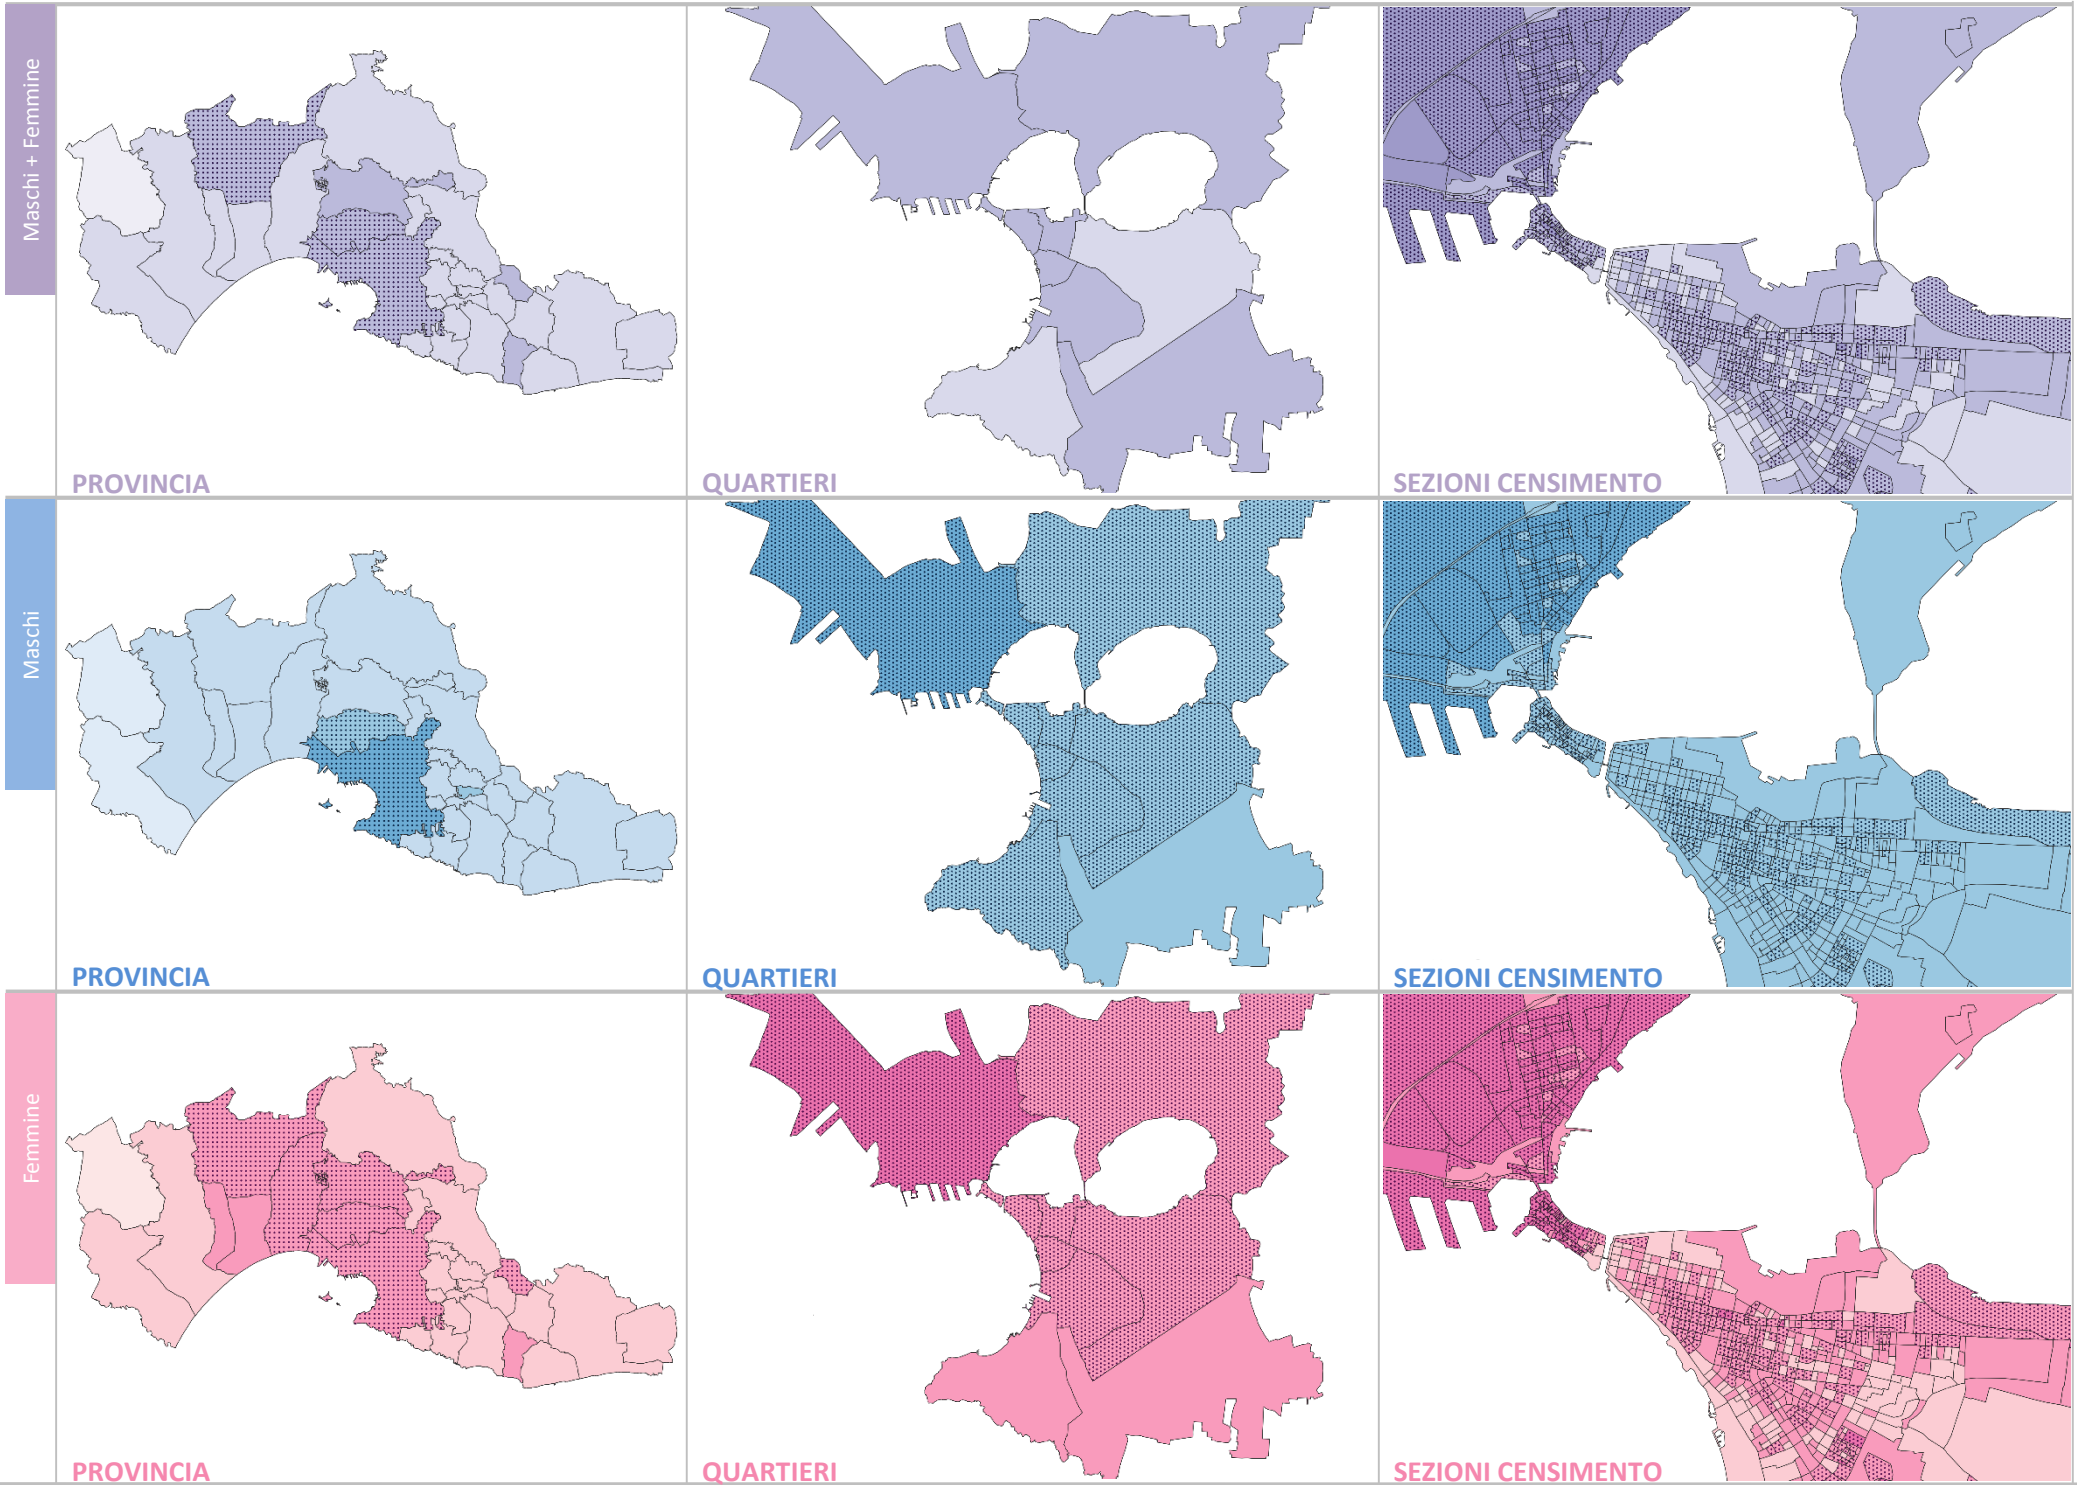 Maschi + Femmine
PROVINCIA
QUARTIERI
SEZIONI CENSIMENTO
Maschi
PROVINCIA
QUARTIERI
SEZIONI CENSIMENTO
Femmine
PROVINCIA
QUARTIERI
SEZIONI CENSIMENTO